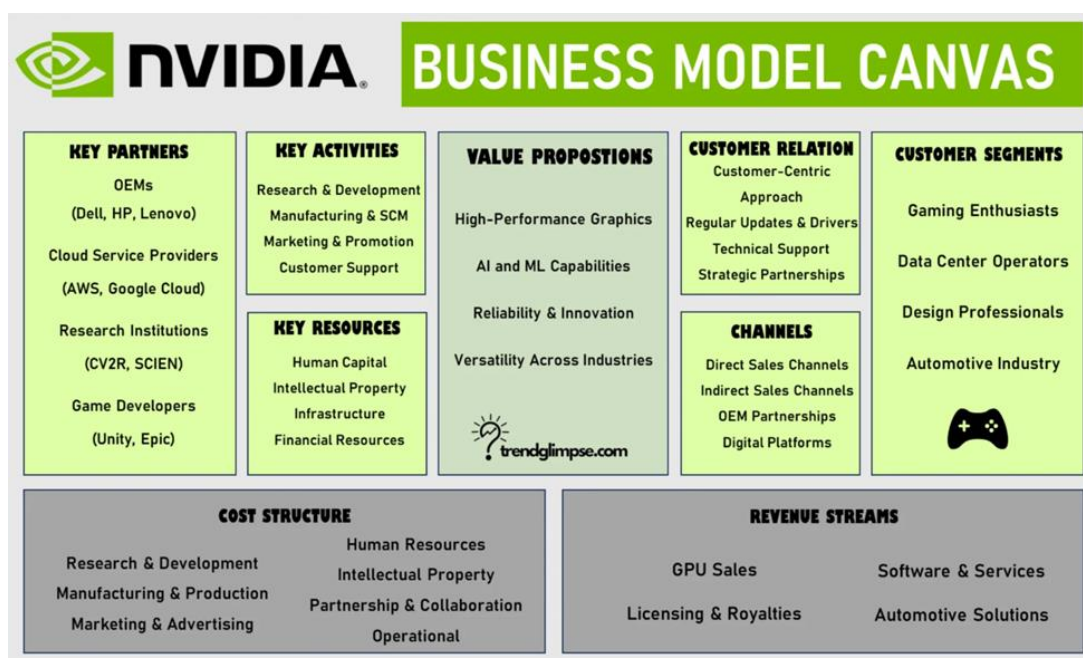 nVIDIA.
BUSINESS MODEL CANVAS
KEY PARTNERS
OEMs
(Dell, HP, Lenovo)
Cloud Service Providers
(AWS, Google Cloud)
Research Institutions
(CV2R, SCIEN)
Game Developers
(Unity, Epic)
KEY ACTIVITIES
Research & Development
Manufacturing & SCM
Marketing & Promotion
Customer Support
KEY RESOURCES
Human Capital
Intellectual Property
Infrastructure
Financial Resources
VALUE PROPOSTIONS
High-Performance Graphics
AI and ML Capabilities
Reliability & Innovation
Versatility Across Industries
trendglimpse.com
CUSTOMER RELATION
Customer-Centric
Approach
Regular Updates & Drivers
Technical Support
Strategic Partnerships
CHANNELS
Direct Sales Channels
Indirect Sales Channels
OEM Partnerships
Digital Platforms
CUSTOMER SEGMENTS
Gaming Enthusiasts
Data Center Operators
Design Professionals
Automotive Industry
COST STRUCTURE
Research & Development
Manufacturing & Production
Marketing & Advertising
Human Resources
Intellectual Property
Partnership & Collaboration
Operational
REVENUE STREAMS
GPU Sales
Licensing & Royalties
Software & Services
Automotive Solutions